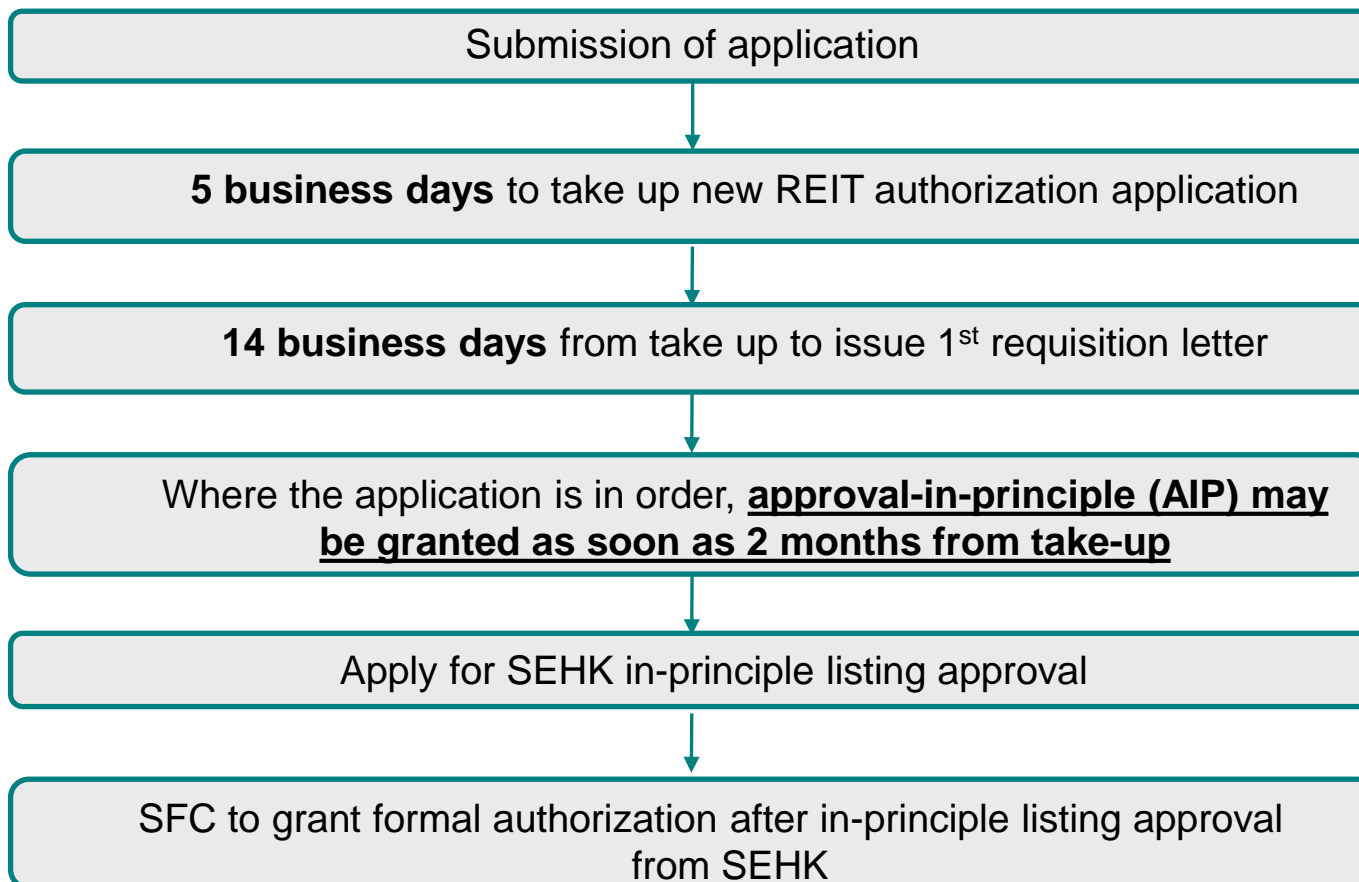 Submission of application
5 business days to take up new REIT authorization application
14 business days from take up to issue 1st requisition letter
Where the application is in order, approval-in-principle (AIP) may
be granted as soon as 2 months from take-up
Apply for SEHK in-principle listing approval
SFC to grant formal authorization after in-principle listing approval
from SEHK